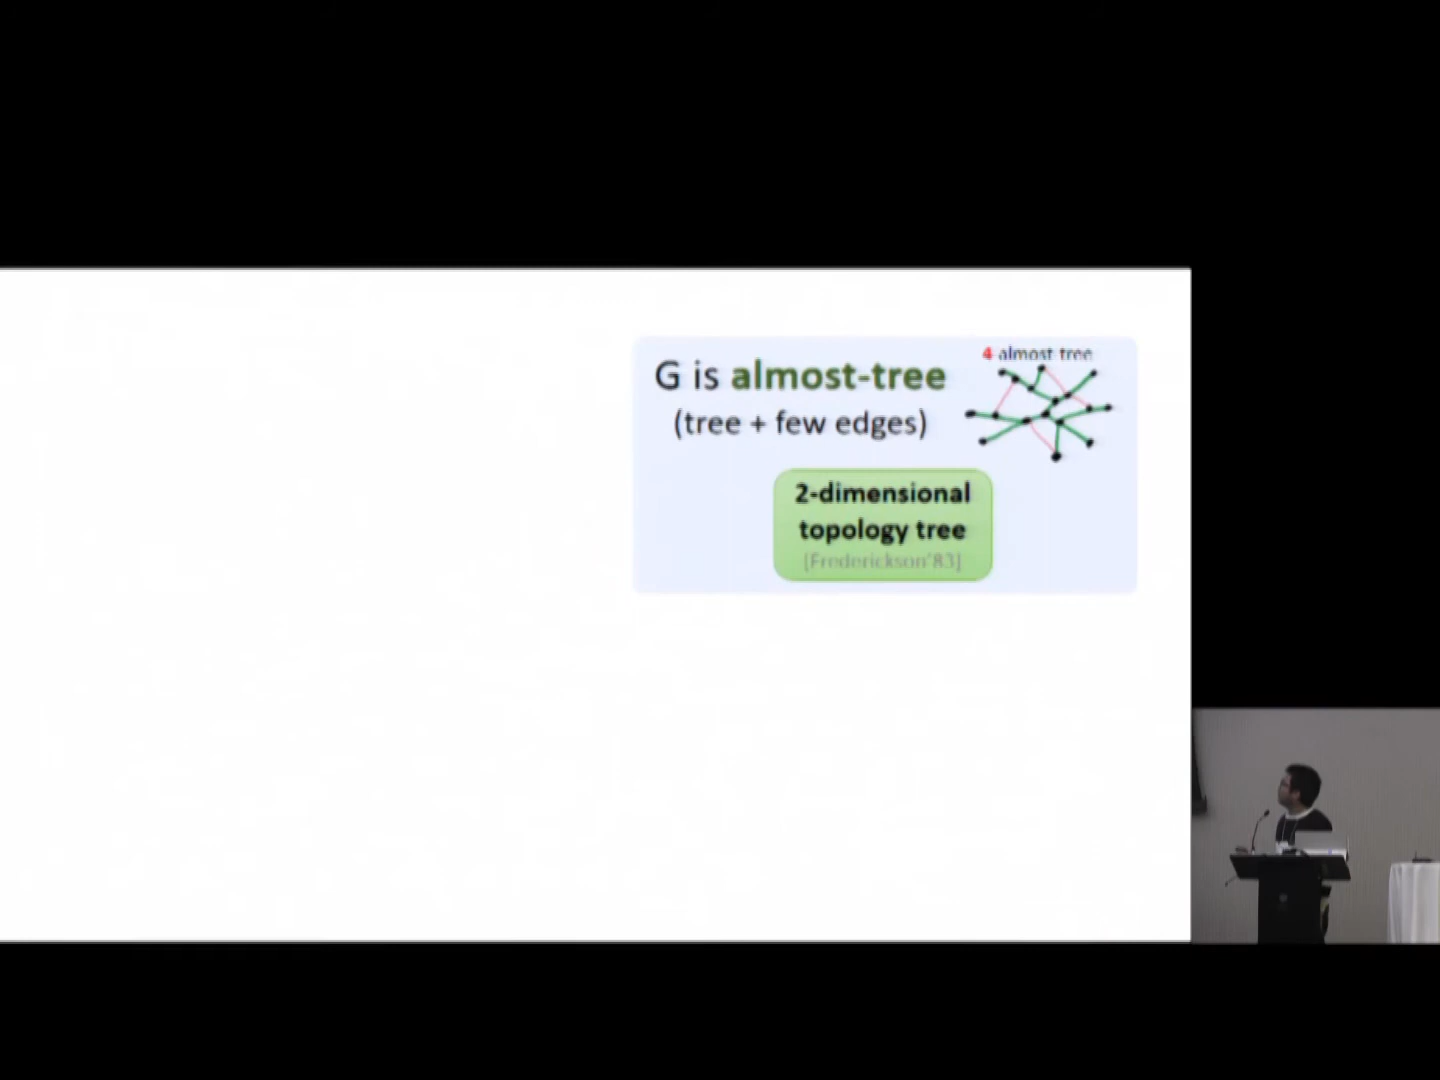 4-almost-tree
G is almost-tree
(tree + few edges)
2-dimensional
topology tree
[Frederickson'83]